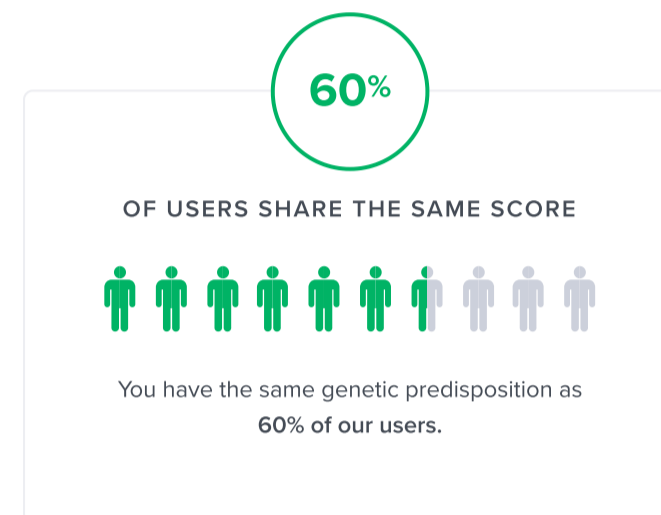 60%
OF USERS SHARE THE SAME SCORE
You have the same genetic predisposition as
60% of our users.